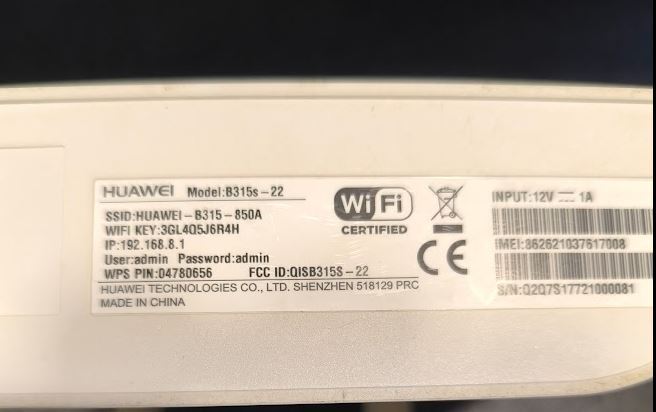 HUAWEI Model:B315s-22
SSID:HUAWEI-B315-850A
WIFI KEY:3GL4Q5J6R4H
IP:192.168.8.1
User:admin Password:admin
WPS PIN:04780656 FCC ID:QISB315S-22
HUAWEI TECHNOLOGIES CO., LTD. SHENZHEN 518129 PRC
MADE IN CHINA
Wi Fi
CERTIFIED
CE
INPUT:12V ⎓ 1A
IMEI:862621037617008
S/N:Q2Q7S17721000081